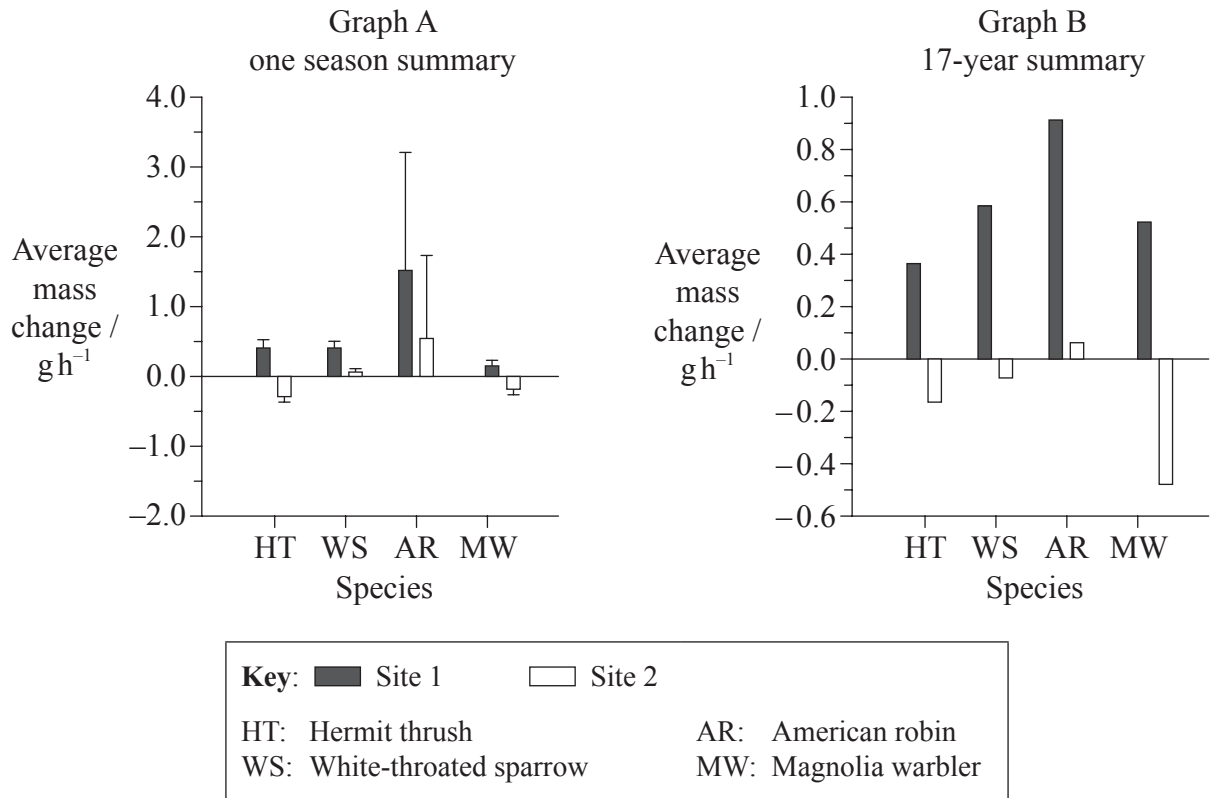 Graph A
one season summary
4.0
3.0
2.0
1.0
0.0
–1.0
–2.0
Average
mass
change /
g h–1
HT WS AR MW
Species
Graph B
17-year summary
1.0
0.8
0.6
0.4
0.2
0.0
–0.2
–0.4
–0.6
Average
mass
change /
g h–1
HT WS AR MW
Species
Key: Site 1 Site 2
HT: Hermit thrush AR: American robin
WS: White-throated sparrow MW: Magnolia warbler